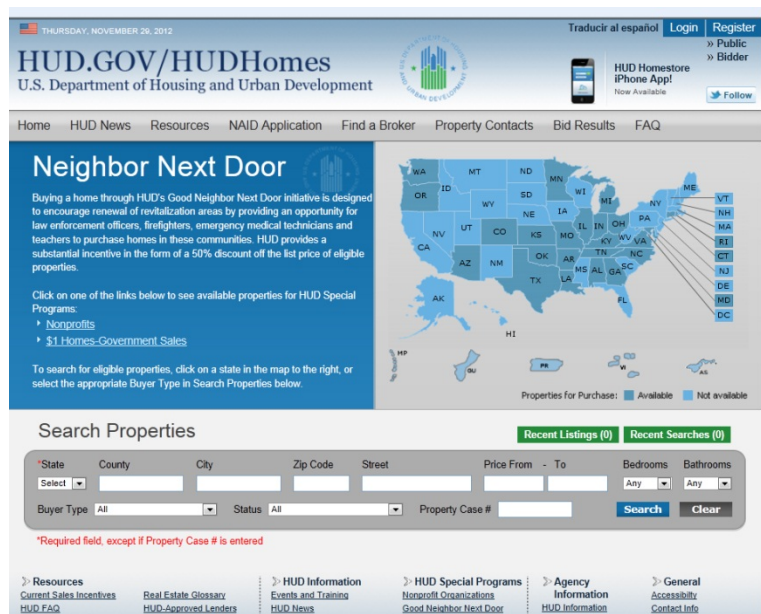 THURSDAY, NOVEMBER 29, 2012
Traducir al español Login Register
» Public
» Bidder
HUD.GOV/HUDHomes
U.S. Department of Housing and Urban Development
HUD Homestore
iPhone App!
Now Available
Follow
Home HUD News Resources NAID Application Find a Broker Property Contacts Bid Results FAQ
Neighbor Next Door
Buying a home through HUD's Good Neighbor Next Door initiative is designed
to encourage renewal of revitalization areas by providing an opportunity for
law enforcement officers, firefighters, emergency medical technicians and
teachers to purchase homes in these communities. HUD provides a
substantial incentive in the form of a 50% discount off the list price of eligible
properties.
Click on one of the links below to see available properties for HUD Special
Programs:
Nonprofits
$1 Homes-Government Sales
To search for eligible properties, click on a state in the map to the right, or
select the appropriate Buyer Type in Search Properties below.
WA MT ND MN ME
OR ID SD WI MI NY VT
WY NH
NE IA PA MA
NV UT CO KS MO IL IN OH RI
CA KY WV VA CT
AZ NM OK AR TN NC NJ
TX LA MS AL GA SC DE
AK FL MD
HI DC
MP GU PR VI AS
Properties for Purchase: Available Not available
Search Properties
Recent Listings (0) Recent Searches (0)
*State County City Zip Code Street Price From - To Bedrooms Bathrooms
Select Any Any
Buyer Type All Status All Property Case # Search Clear
*Required field, except if Property Case # is entered
Resources HUD Information HUD Special Programs Agency Information General
Current Sales Incentives Real Estate Glossary Events and Training Nonprofit Organizations HUD Information Accessibilty
HUD FAQ HUD-Approved Lenders HUD News Good Neighbor Next Door Contact Info